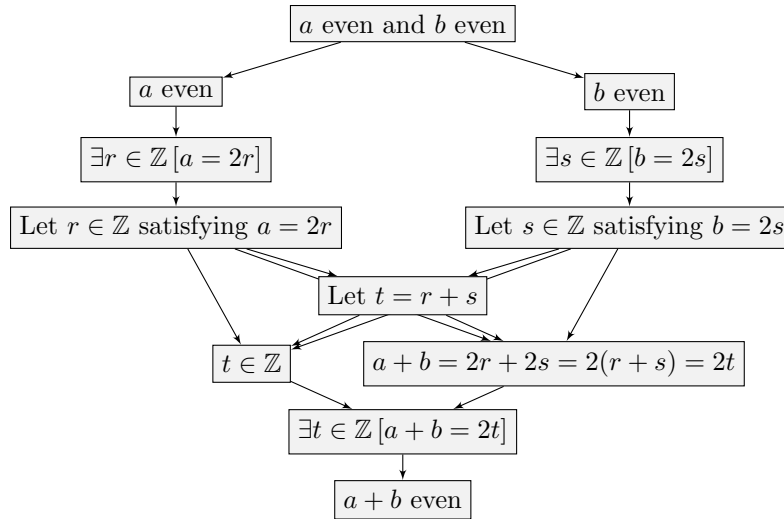 a even and b even
a even
b even
∃r ∈ ℤ [a = 2r]
∃s ∈ ℤ [b = 2s]
Let r ∈ ℤ satisfying a = 2r
Let s ∈ ℤ satisfying b = 2s
Let t = r + s
t ∈ ℤ
a + b = 2r + 2s = 2(r + s) = 2t
∃t ∈ ℤ [a + b = 2t]
a + b even